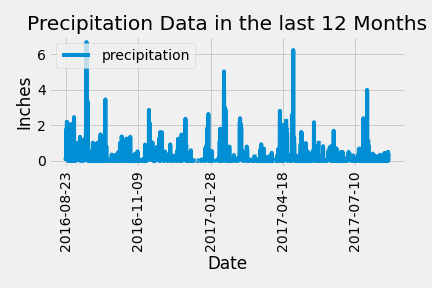 Precipitation Data in the last 12 Months
precipitation
Inches
6
4
2
0
2016-08-23
2016-11-09
2017-01-28
2017-04-18
2017-07-10
Date